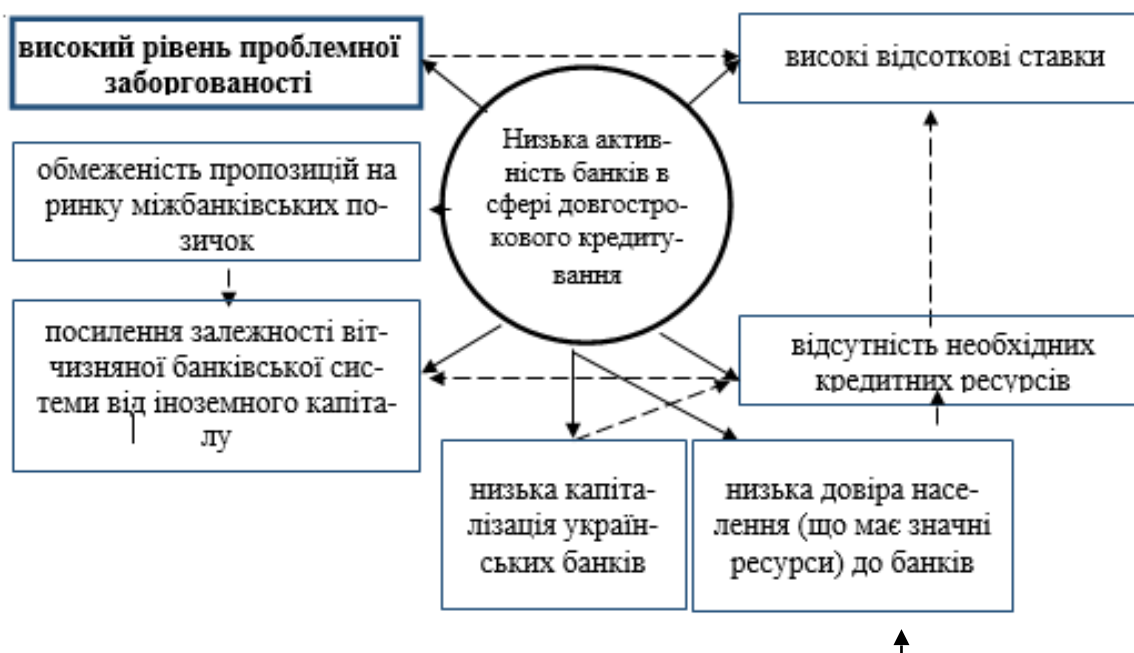 високий рівень проблемної
заборгованості
високі відсоткові ставки
Низька актив-
ність банків в
сфері довгостро-
кового кредиту-
вання
обмеженість пропозицій на
ринку міжбанківських по-
зичок
посилення залежності віт-
чизняної банківської сис-
теми від іноземного капіта-
лу
відсутність необхідних
кредитних ресурсів
низька капіта-
лізація україн-
ських банків
низька довіра насе-
лення (що має значні
ресурси) до банків